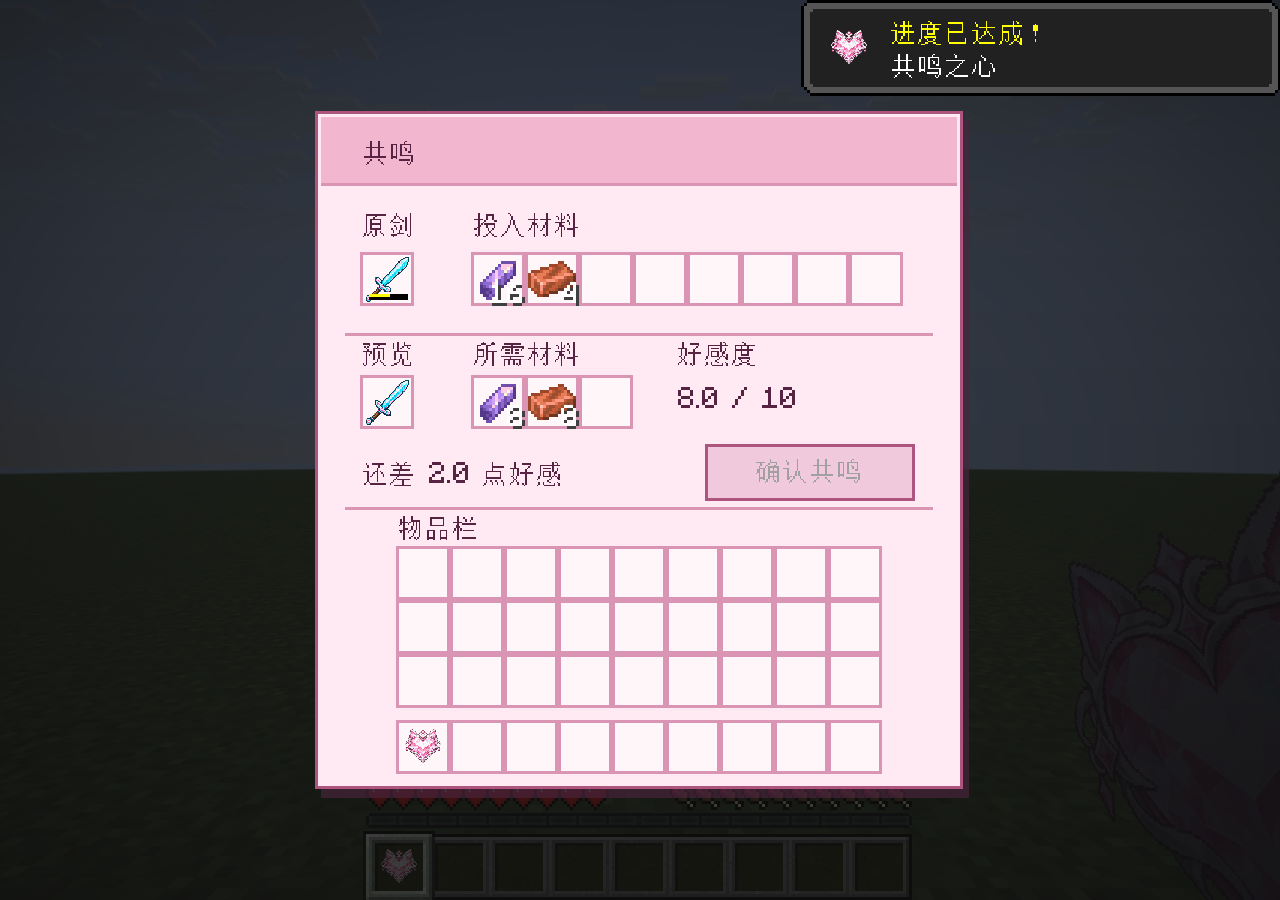 进度已达成！
共鸣之心
共鸣
原剑
投入材料
预览
所需材料
好感度
8.0 / 10
还差 2.0 点好感
确认共鸣
物品栏